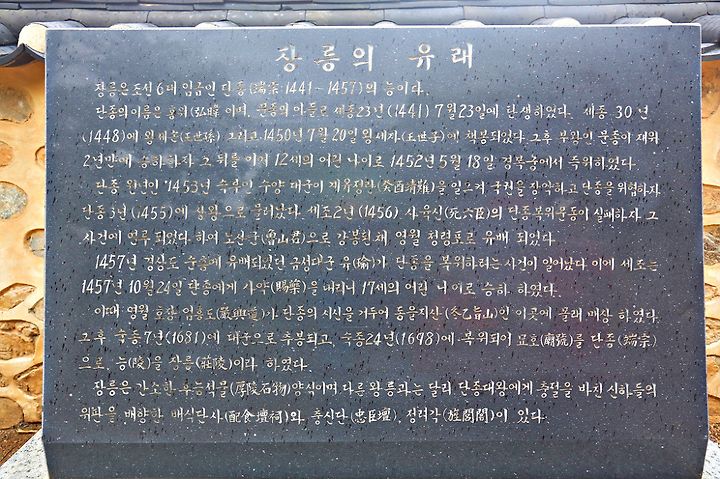 장릉의 유래
장릉은 조선 6대 임금인 단종(端宗 1441~1457)의 능이다.
단종의 이름은 홍위(弘暐)이며, 문종의 아들로 세종23년(1441) 7월23일에 탄생하였다. 세종 30년
(1448)에 왕세손(王世孫) 그리고 1450년 7월 20일 왕세자(王世子)에 책봉되었다. 그후 부왕인 문종이 재위
2년만에 승하하자 그 뒤를 이어 12세의 어린 나이로 1452년 5월 18일 경복궁에서 즉위하였다.
단종 원년인 1453년 숙부인 수양 대군이 계유정난(癸酉靖難)을 일으켜 국권을 장악하고 단종을 위협하자
단종3년(1455)에 상왕으로 물러났다. 세조2년(1456) 사육신(死六臣)의 단종복위운동이 실패하자 그
사건에 연루 되었다 하여 노산군(魯山君)으로 강봉된채 영월 청령포로 유배 되었다.
1457년 경상도 순흥에 유배되었던 금성대군 유(瑜)가 단종을 복위하려는 사건이 일어났다 이에 세조는
1457년 10월 24일 단종에게 사약(賜藥)을 내리니 17세의 어린 나이로 승하 하였다.
이때 영월 호장 엄흥도(嚴興道)가 단종의 시신을 거두어 동을지산(冬乙旨山)인 이곳에 몰래 매장 하였다.
그후 숙종7년(1681)에 대군으로 추봉되고, 숙종24년(1698)에 복위되어 묘호(廟號)를 단종(端宗)
으로, 능(陵)을 장릉(莊陵)이라 하였다.
장릉은 간소한 후릉석물(厚陵石物)양식이며 다른 왕릉과는 달리 단종대왕에게 충절을 바친 신하들의
위판을 배향한 배식단사(配食壇祠)와 충신단(忠臣壇), 정려각(旌閭閣)이 있다.